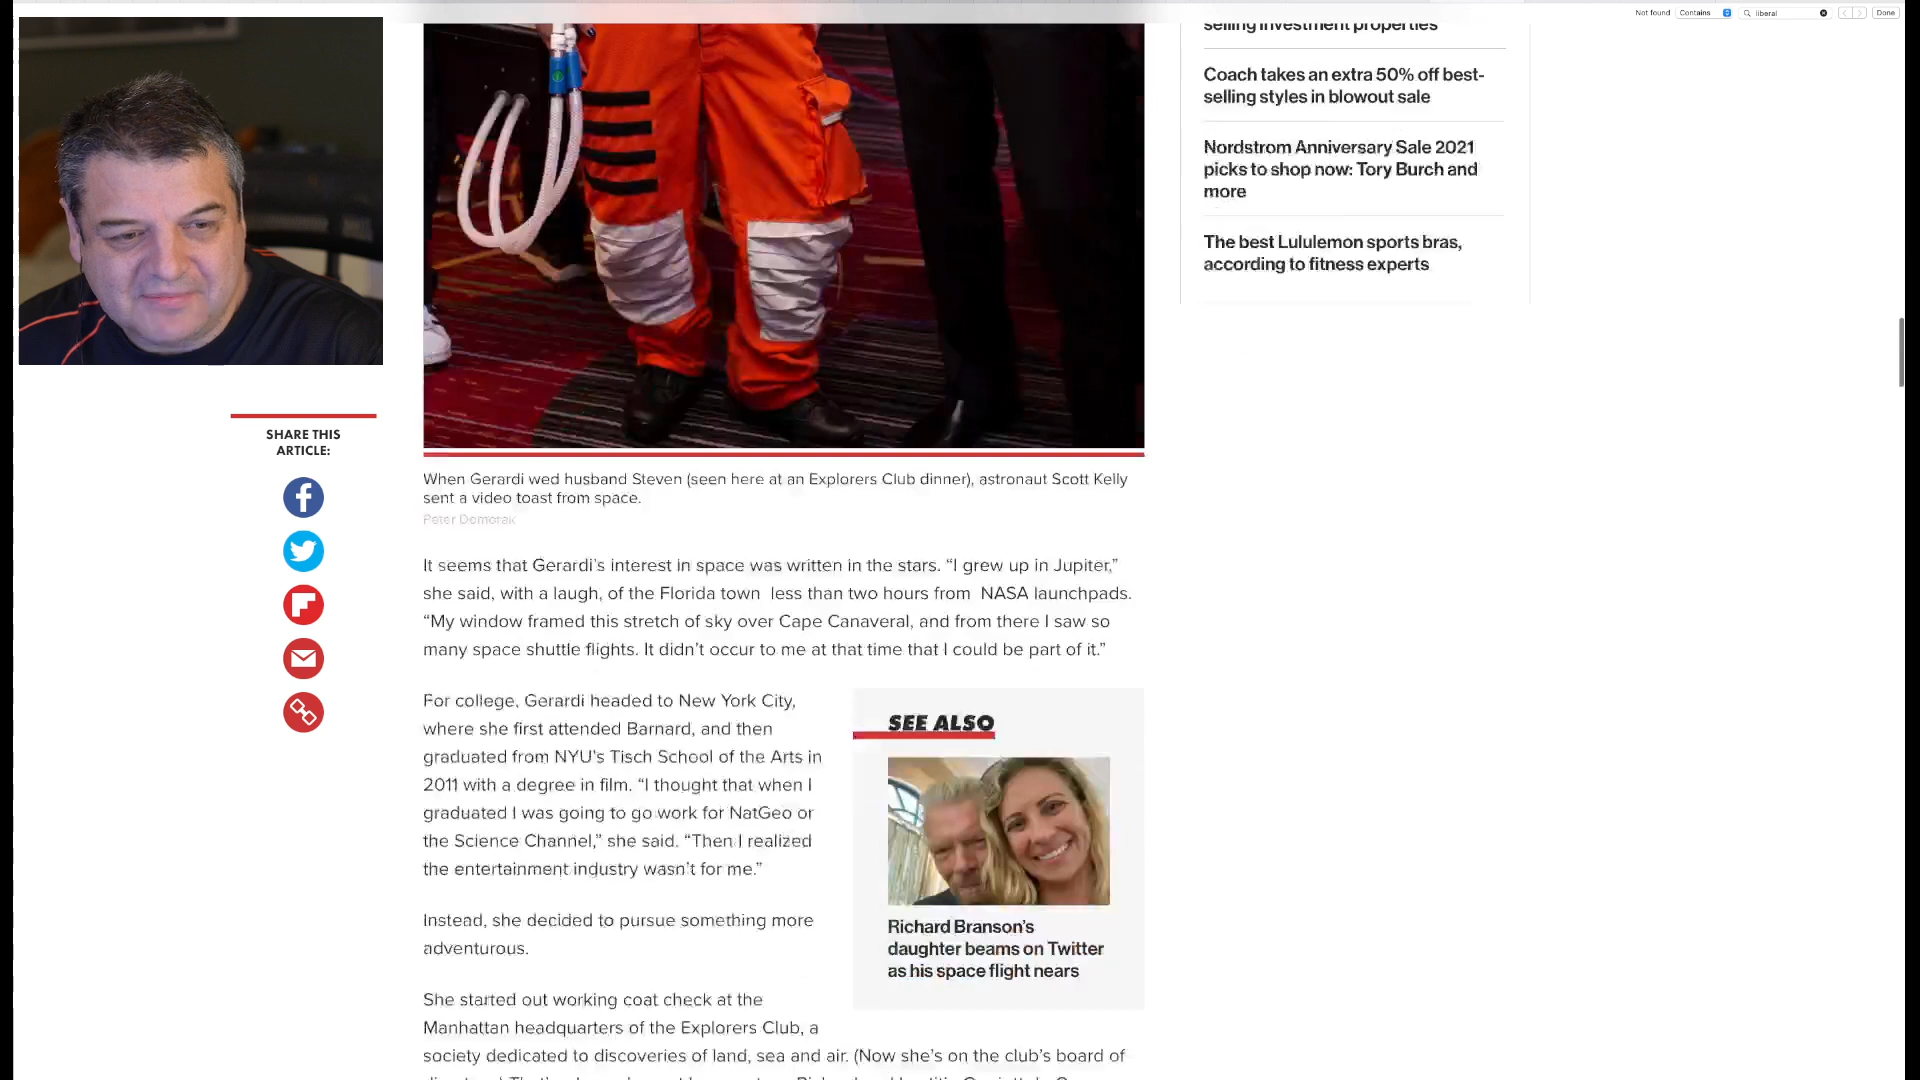 Not found Contains liberal Done
selling investment properties
Coach takes an extra 50% off best-
selling styles in blowout sale
Nordstrom Anniversary Sale 2021
picks to shop now: Tory Burch and
more
The best Lululemon sports bras,
according to fitness experts
SHARE THIS
ARTICLE:
When Gerardi wed husband Steven (seen here at an Explorers Club dinner), astronaut Scott Kelly
sent a video toast from space.
Peter Domorak
It seems that Gerardi’s interest in space was written in the stars. “I grew up in Jupiter,”
she said, with a laugh, of the Florida town less than two hours from NASA launchpads.
“My window framed this stretch of sky over Cape Canaveral, and from there I saw so
many space shuttle flights. It didn’t occur to me at that time that I could be part of it.”
For college, Gerardi headed to New York City,
where she first attended Barnard, and then
graduated from NYU’s Tisch School of the Arts in
2011 with a degree in film. “I thought that when I
graduated I was going to go work for NatGeo or
the Science Channel,” she said. “Then I realized
the entertainment industry wasn’t for me.”
Instead, she decided to pursue something more
adventurous.
She started out working coat check at the
Manhattan headquarters of the Explorers Club, a
society dedicated to discoveries of land, sea and air. (Now she’s on the club’s board of
SEE ALSO
Richard Branson’s
daughter beams on Twitter
as his space flight nears